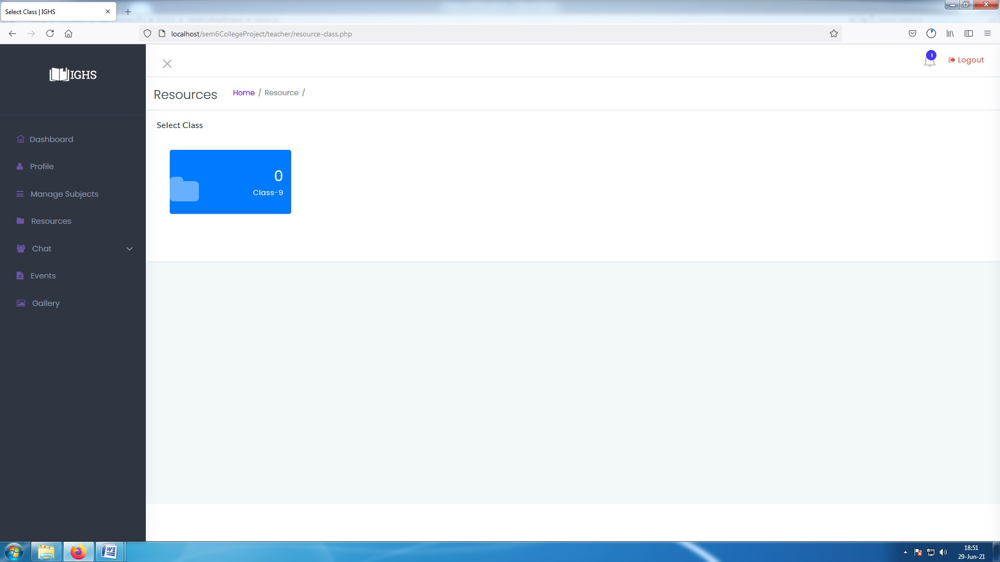 Select Class | IGHS
localhost/sem6CollegeProject/teacher/resource-class.php
IGHS
1
Logout
Resources
Home / Resource /
Select Class
0
Class-9
Dashboard
Profile
Manage Subjects
Resources
Chat
Events
Gallery
18:51
29-Jun-21